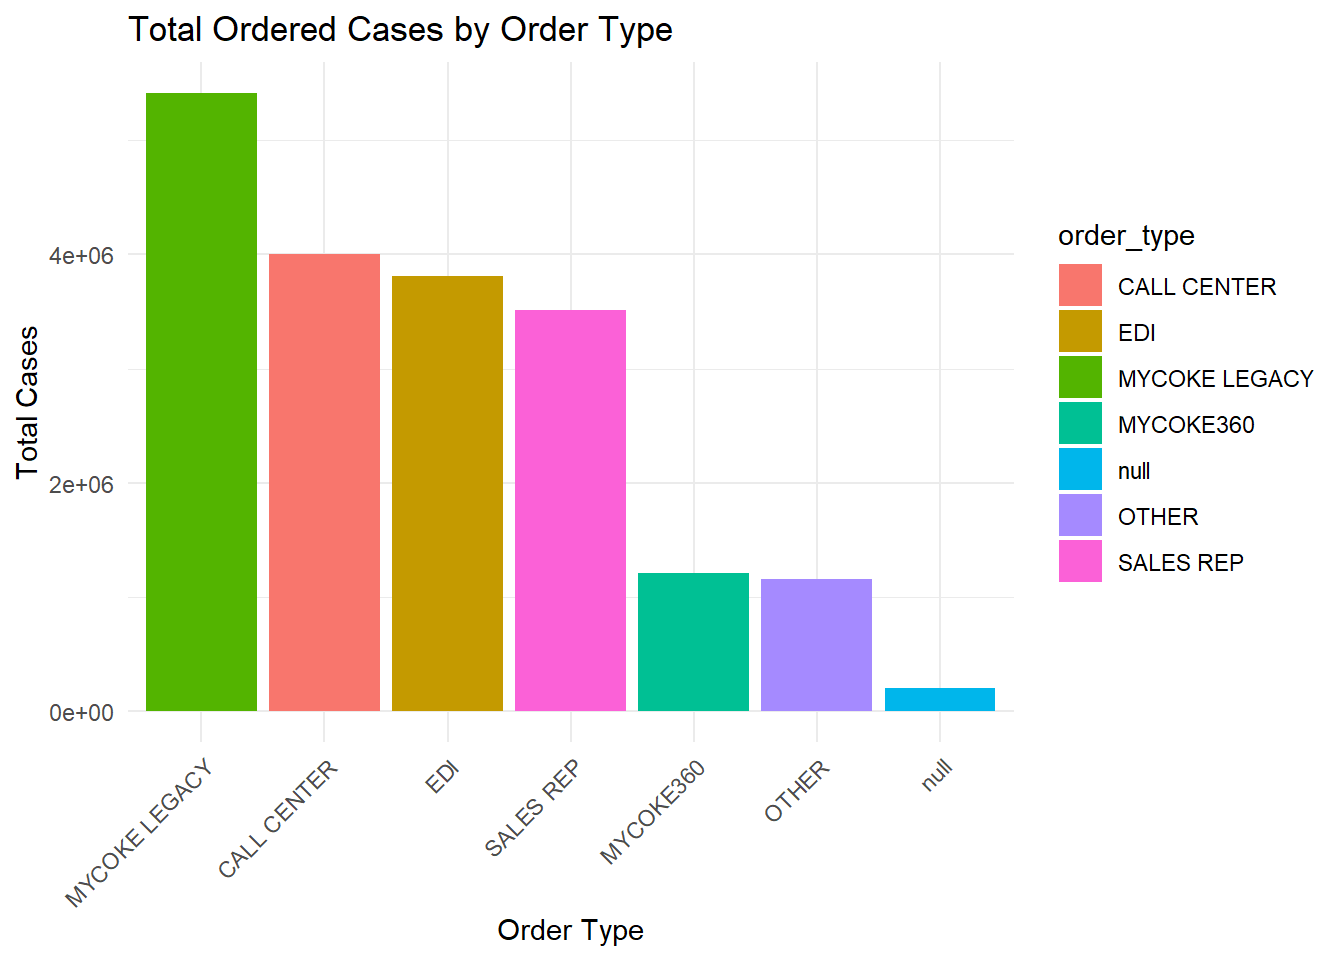 Total Ordered Cases by Order Type
Total Cases
4e+06
2e+06
0e+00
MYCOKE LEGACY
CALL CENTER
EDI
SALES REP
MYCOKE360
OTHER
null
Order Type
order_type
CALL CENTER
EDI
MYCOKE LEGACY
MYCOKE360
null
OTHER
SALES REP